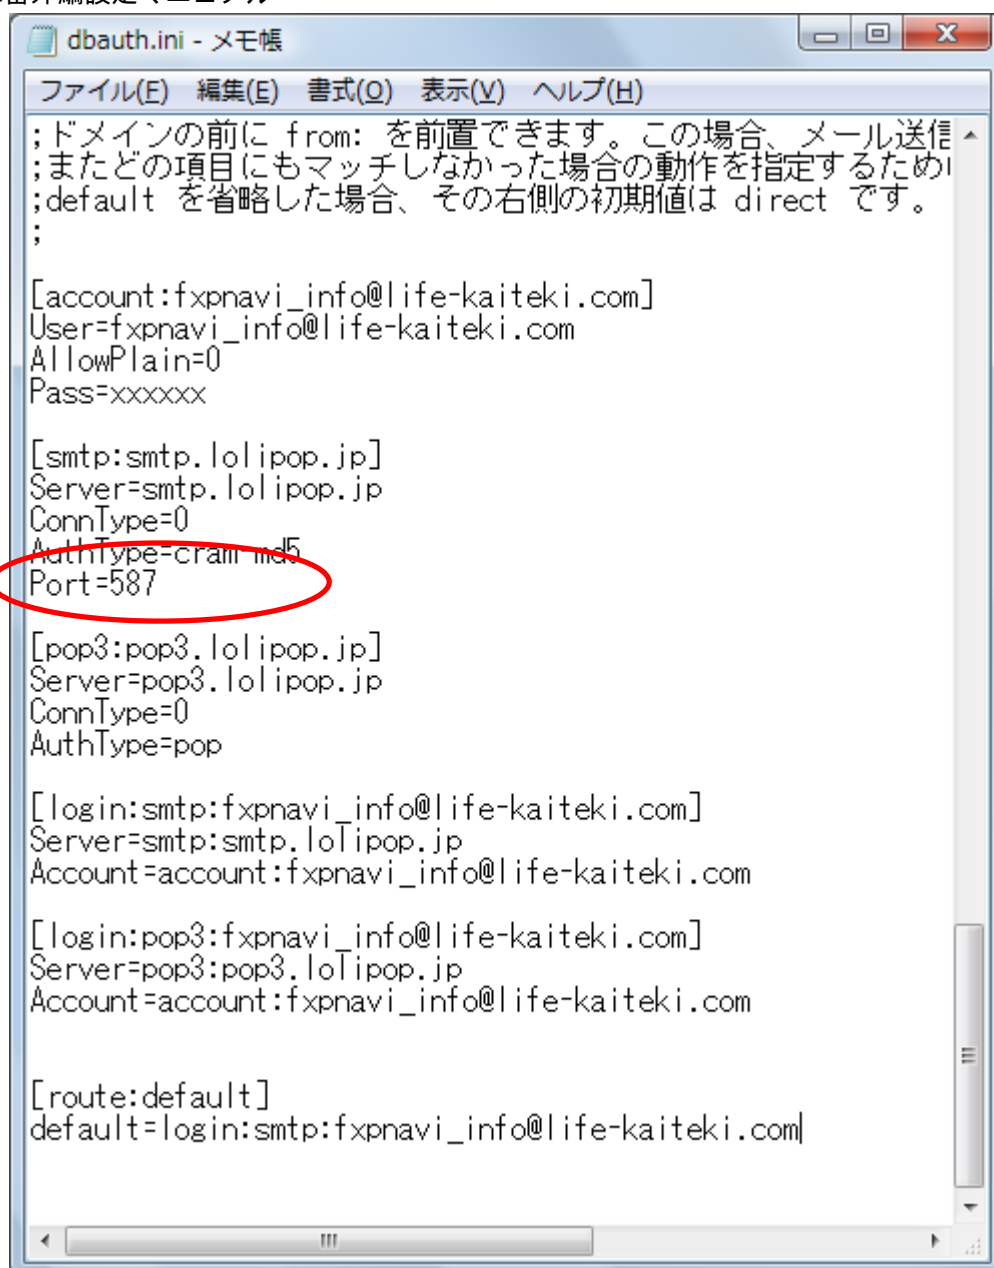 dbauth.ini - メモ帳
ファイル(F) 編集(E) 書式(O) 表示(V) ヘルプ(H)
;ドメインの前に from: を前置できます。この場合、メール送信
;またどの項目にもマッチしなかった場合の動作を指定するため
;default を省略した場合、その右側の初期値は direct です。
;
[account:fxpnavi_info@life-kaiteki.com]
User=fxpnavi_info@life-kaiteki.com
AllowPlain=0
Pass=xxxxxx
[smtp:smtp.lolipop.jp]
Server=smtp.lolipop.jp
ConnType=0
AuthType=cram-md5
Port=587
[pop3:pop3.lolipop.jp]
Server=pop3.lolipop.jp
ConnType=0
AuthType=pop
[login:smtp:fxpnavi_info@life-kaiteki.com]
Server=smtp:smtp.lolipop.jp
Account=account:fxpnavi_info@life-kaiteki.com
[login:pop3:fxpnavi_info@life-kaiteki.com]
Server=pop3:pop3.lolipop.jp
Account=account:fxpnavi_info@life-kaiteki.com
[route:default]
default=login:smtp:fxpnavi_info@life-kaiteki.com